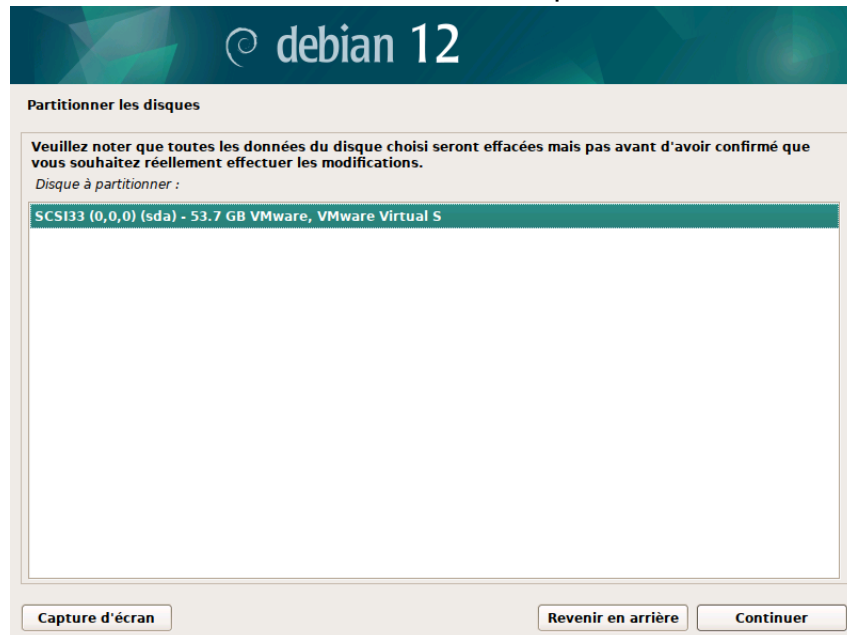 debian 12
Partitionner les disques
Veuillez noter que toutes les données du disque choisi seront effacées mais pas avant d'avoir confirmé que
vous souhaitez réellement effectuer les modifications.
Disque à partitionner :
SCSI33 (0,0,0) (sda) - 53.7 GB VMware, VMware Virtual S
Capture d'écran
Revenir en arrière
Continuer